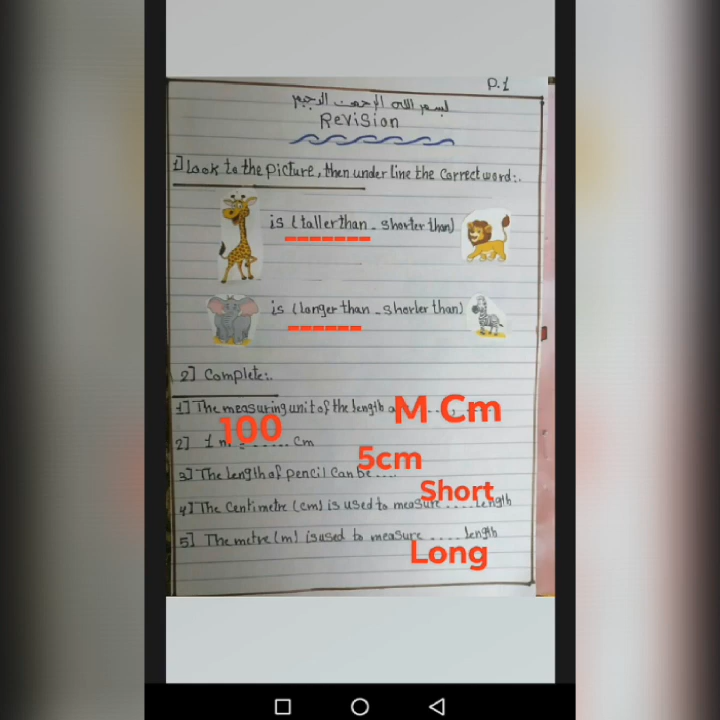 P.1
بسم الله الرحمن الرحيم
Revision
1] Look to the picture, then under line the correct word:.
is (taller than - shorter than)
is (longer than - shorter than)
2] Complete:.
1] The measuring unit of the length M Cm
100
2] 1 m = ...... Cm
5cm
3] The length of pencil can be ....
Short
4] The Centimetre (cm) is used to measure .... Length
5] The metre (m) is used to measure ..... length
Long